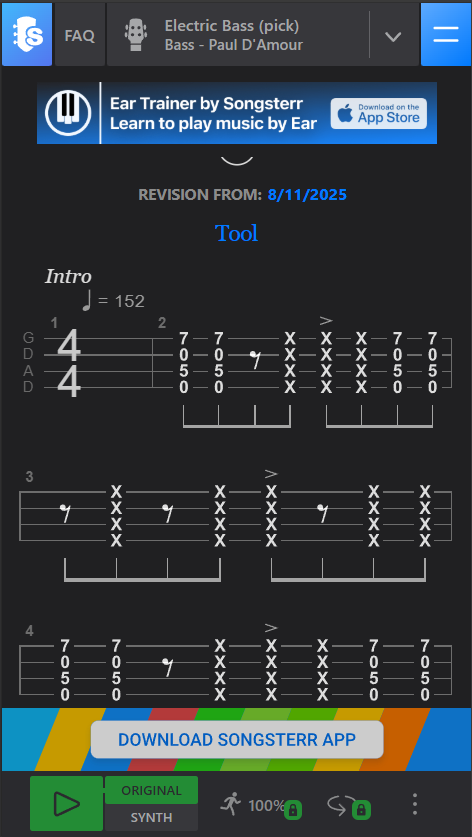 S
FAQ
Electric Bass (pick)
Bass - Paul D'Amour
Ear Trainer by Songsterr
Learn to play music by Ear
Download on the
App Store
REVISION FROM: 8/11/2025
Tool
Intro
= 152
1 2
4
4
G 7 7 X X X 7 7
D 0 0 X X X 0 0
A 5 5 X X X 5 5
D 0 0 X X X 0 0
>
3
>
X X X X X
X X X X X
X X X X X
X X X X X
4
>
7 7 X X X 7 7
0 0 X X X 0 0
5 5 X X X 5 5
0 0 X X X 0 0
DOWNLOAD SONGSTERR APP
ORIGINAL
SYNTH
100%